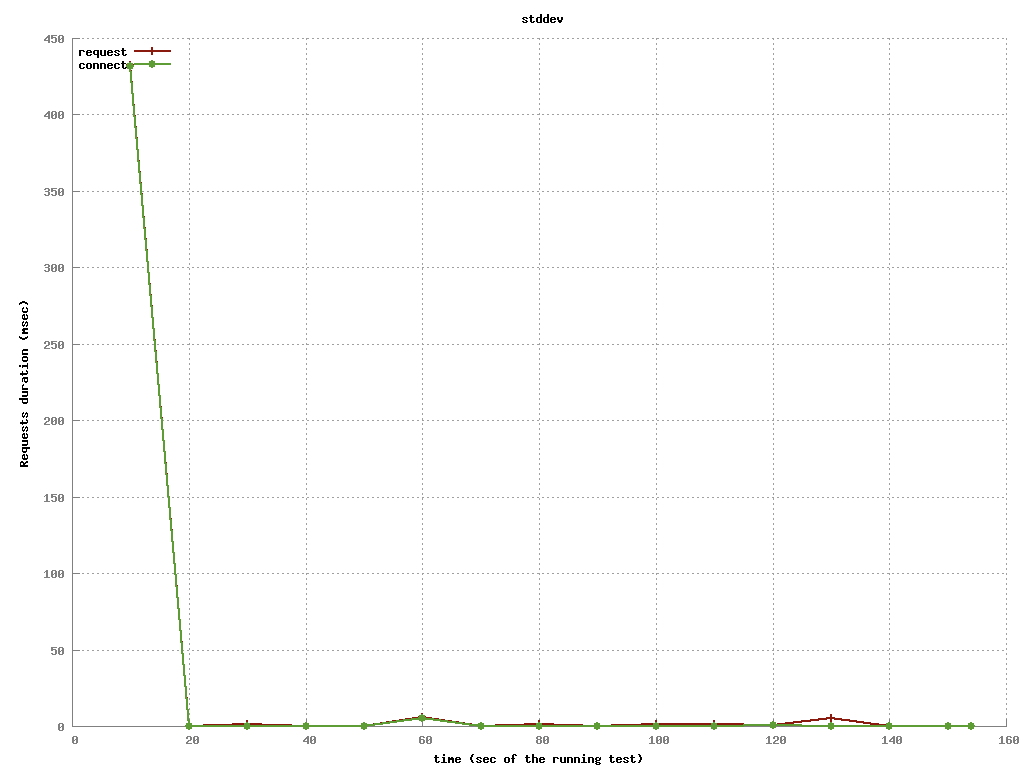 stddev
request
connect
450
400
350
300
250
200
150
100
50
0
0 20 40 60 80 100 120 140 160
Requests duration (msec)
time (sec of the running test)